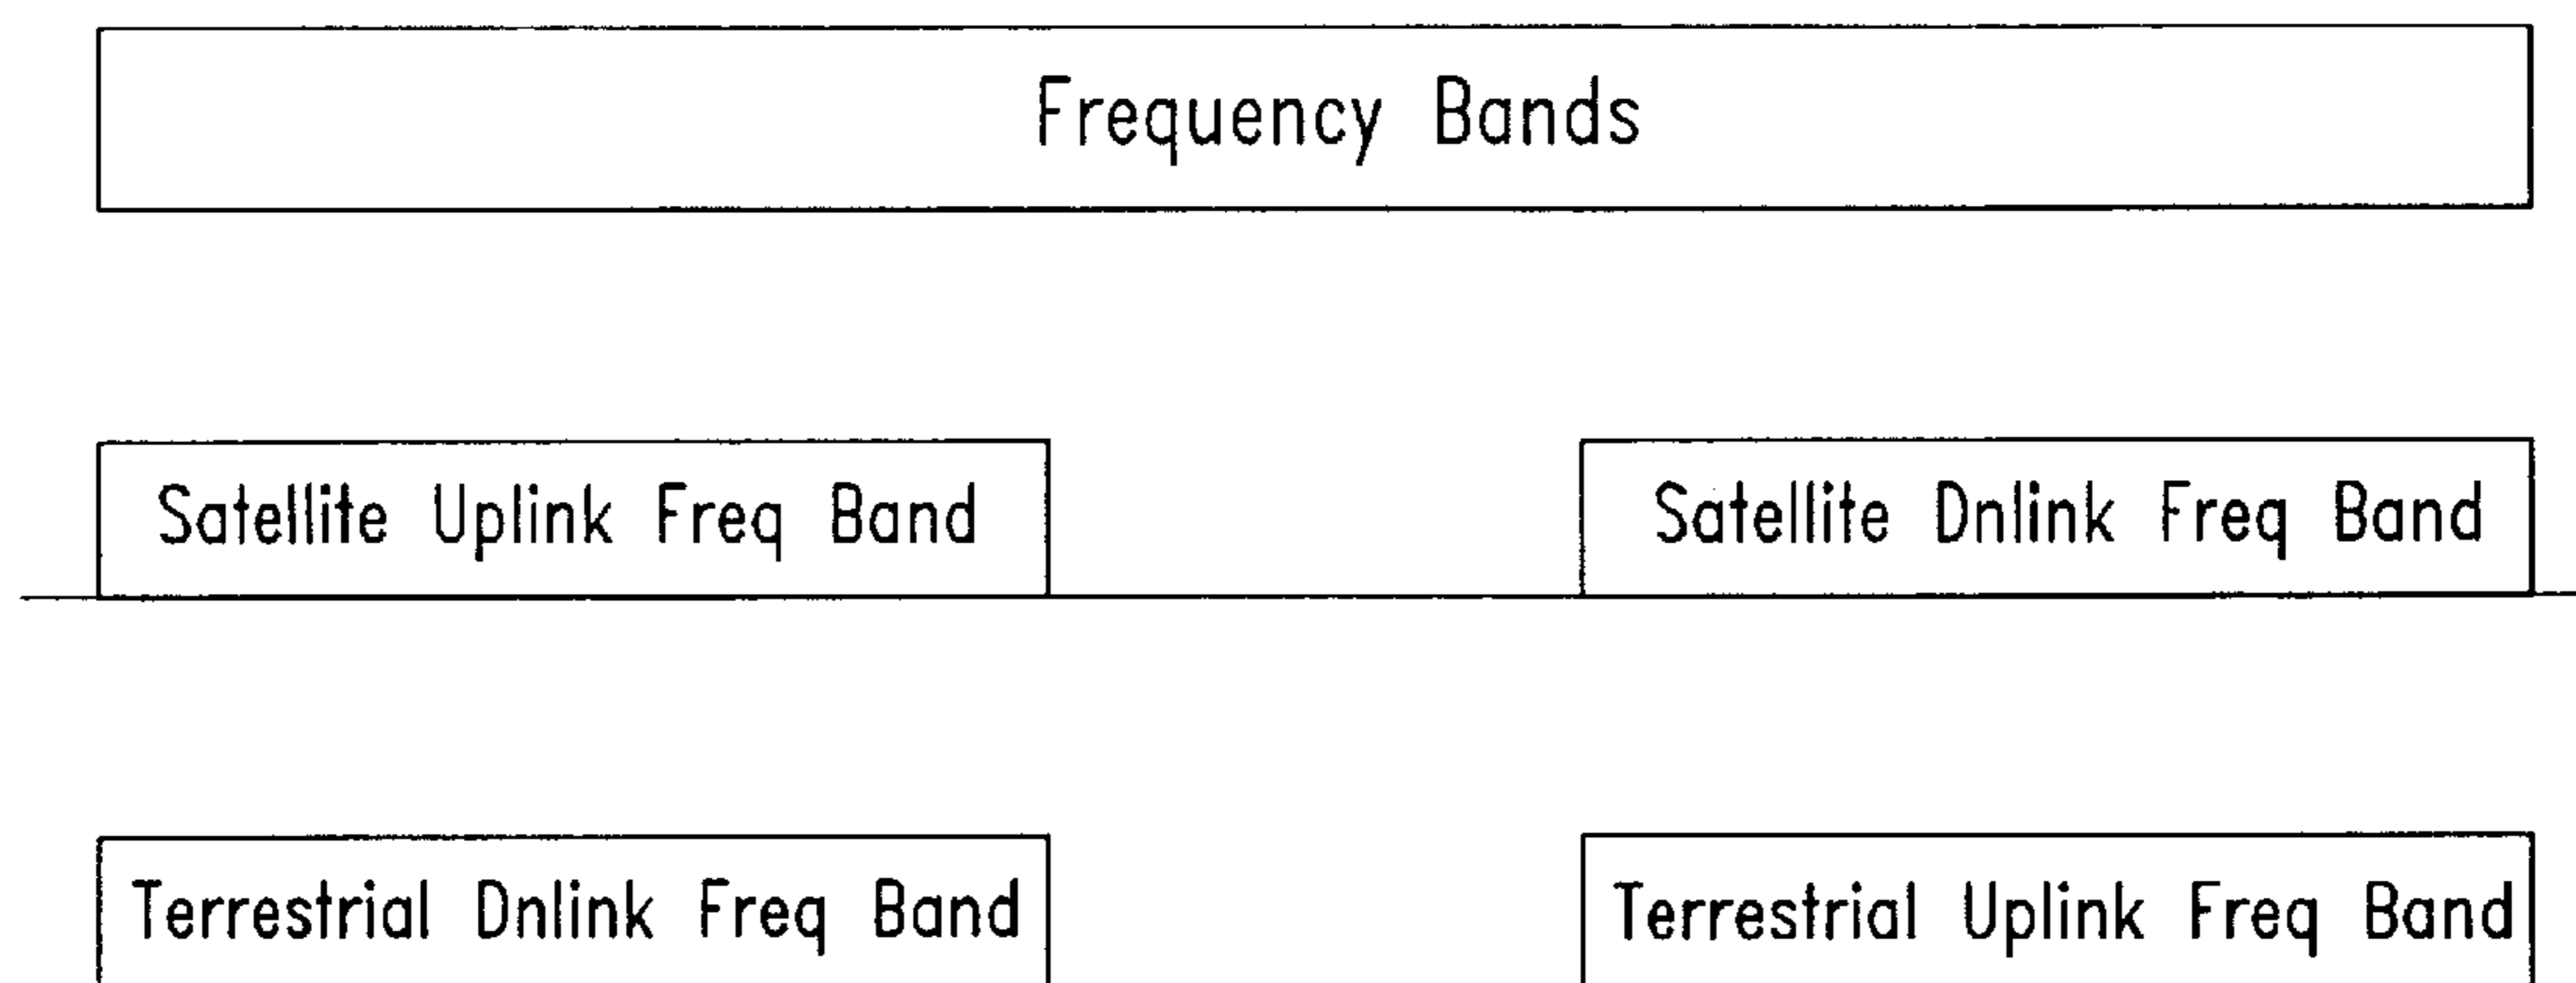 Frequency Bands
Satellite Uplink Freq Band
Satellite Dnlink Freq Band
Terrestrial Dnlink Freq Band
Terrestrial Uplink Freq Band